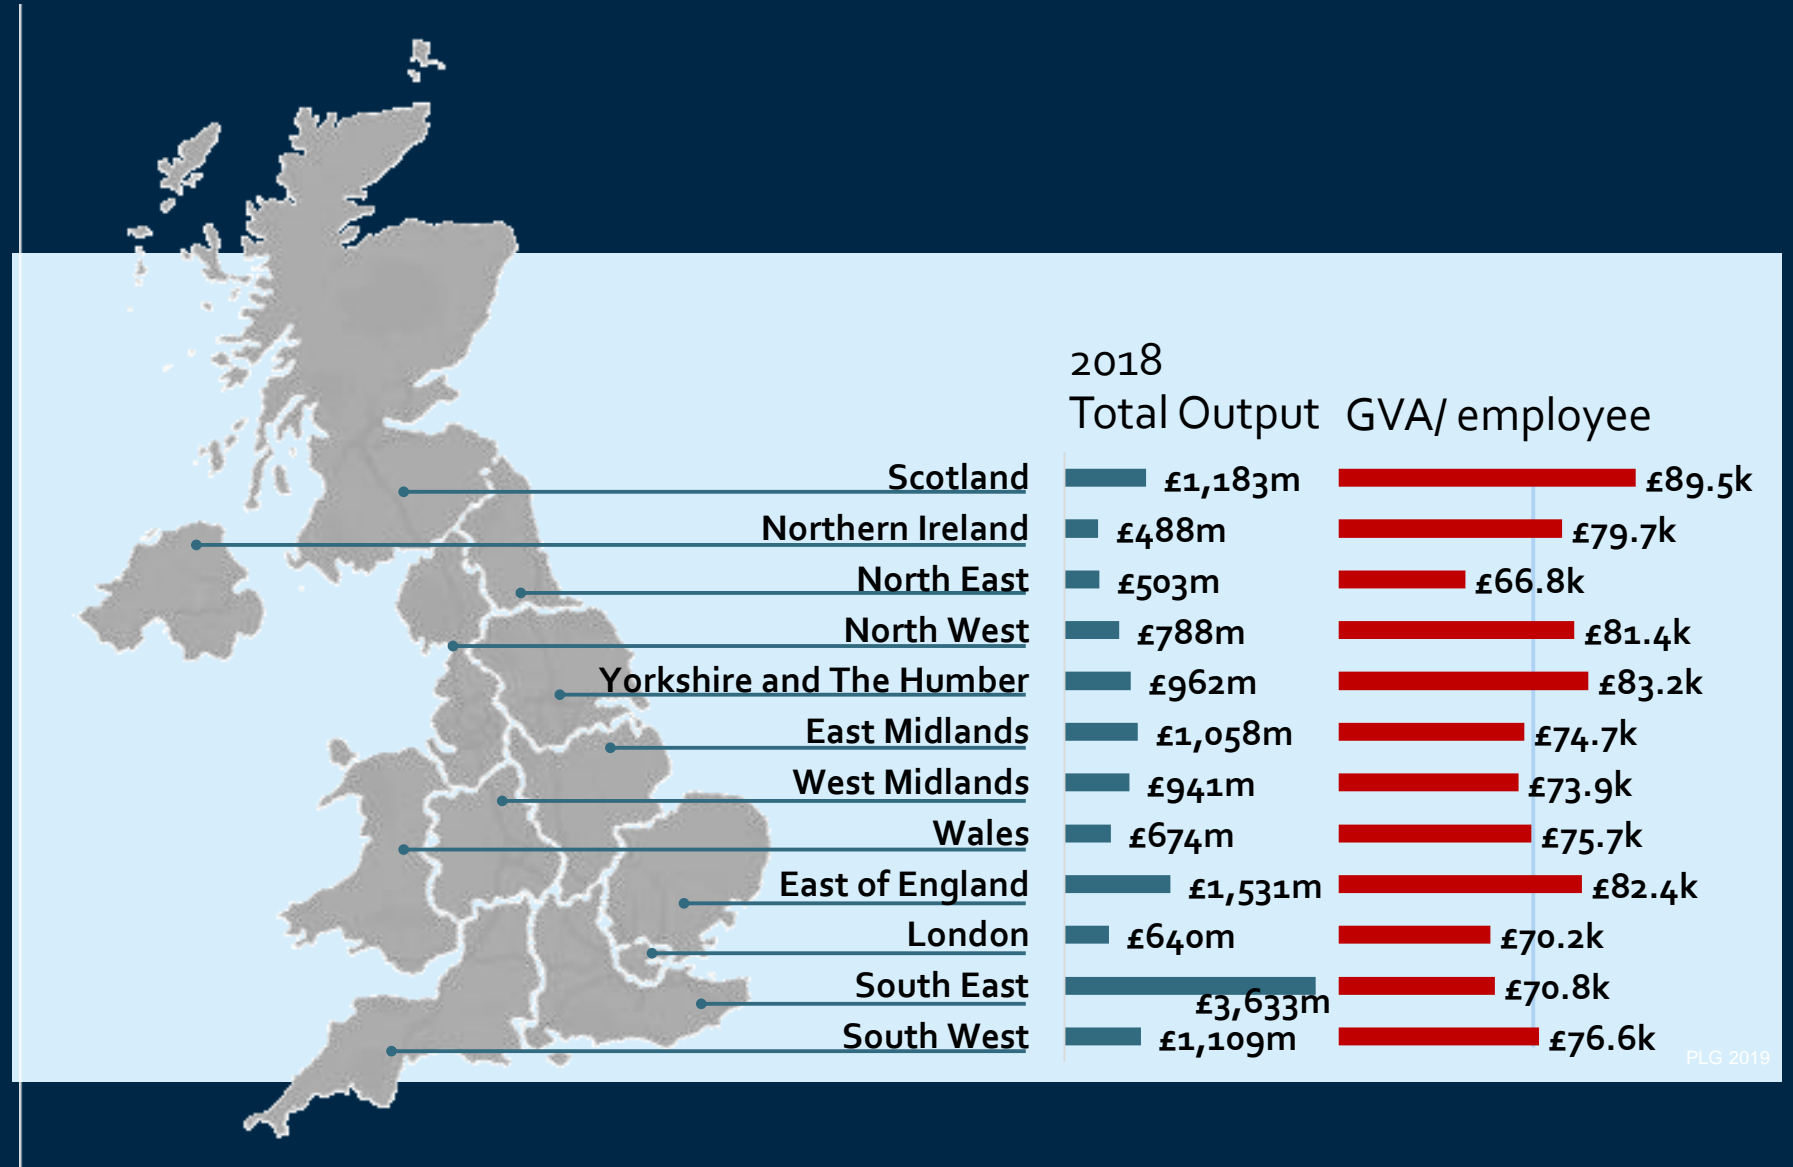 2018
Total Output GVA/ employee
Scotland £1,183m £89.5k
Northern Ireland £488m £79.7k
North East £503m £66.8k
North West £788m £81.4k
Yorkshire and The Humber £962m £83.2k
East Midlands £1,058m £74.7k
West Midlands £941m £73.9k
Wales £674m £75.7k
East of England £1,531m £82.4k
London £640m £70.2k
South East £3,633m £70.8k
South West £1,109m £76.6k
PLG 2019